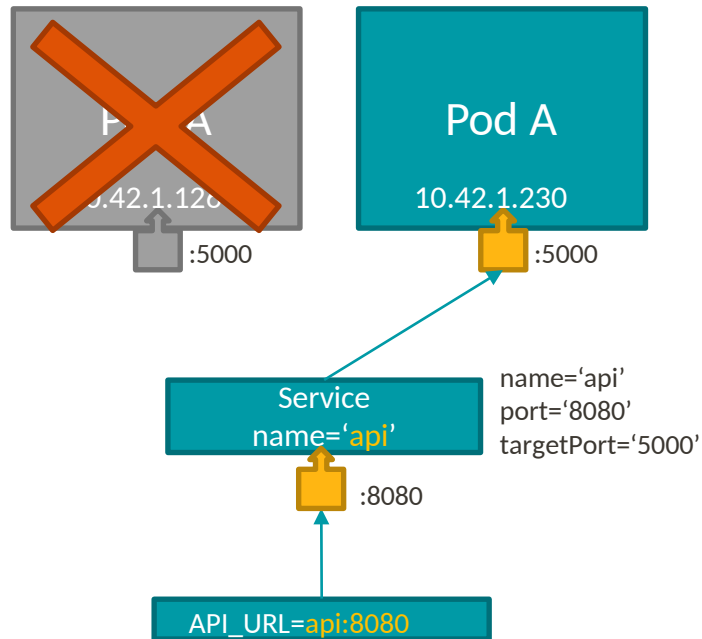 Pod A
10.42.1.230
:5000
:5000
Service
name=‘api’
name=‘api’
port=‘8080’
targetPort=‘5000’
:8080
API_URL=api:8080